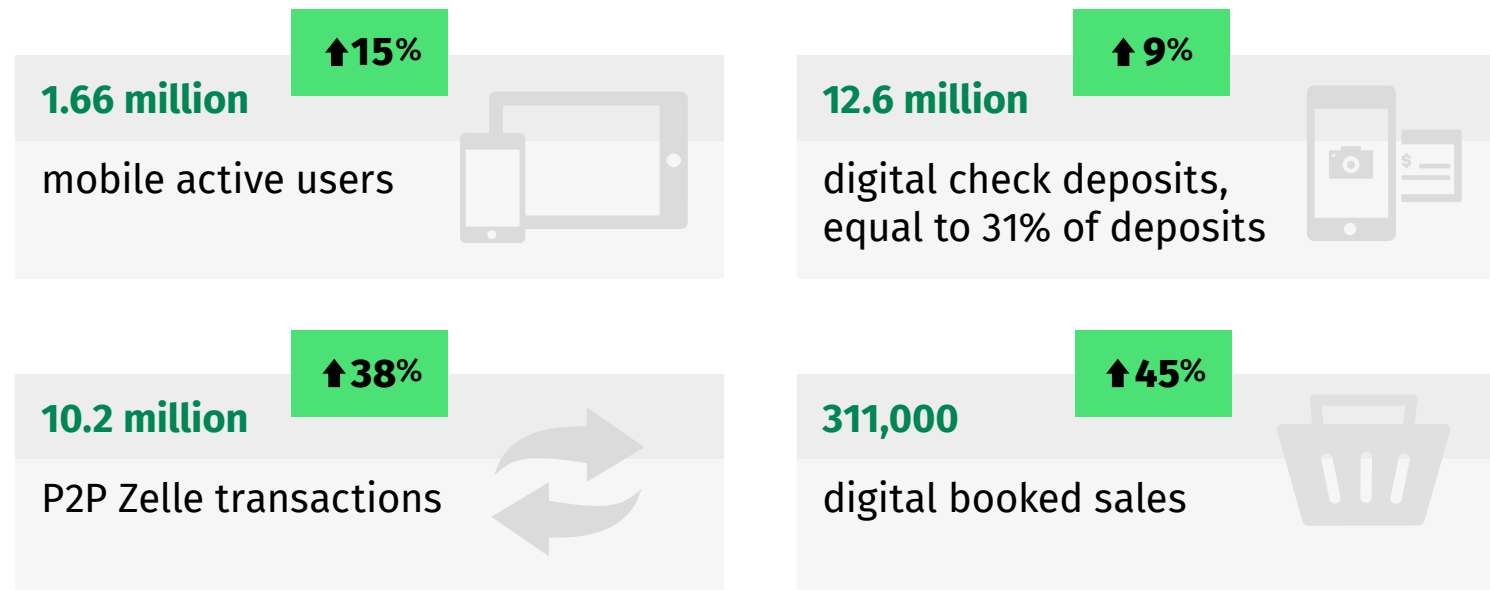 ↑15%
1.66 million
mobile active users
↑9%
12.6 million
digital check deposits,
equal to 31% of deposits
$
↑38%
10.2 million
P2P Zelle transactions
↑45%
311,000
digital booked sales